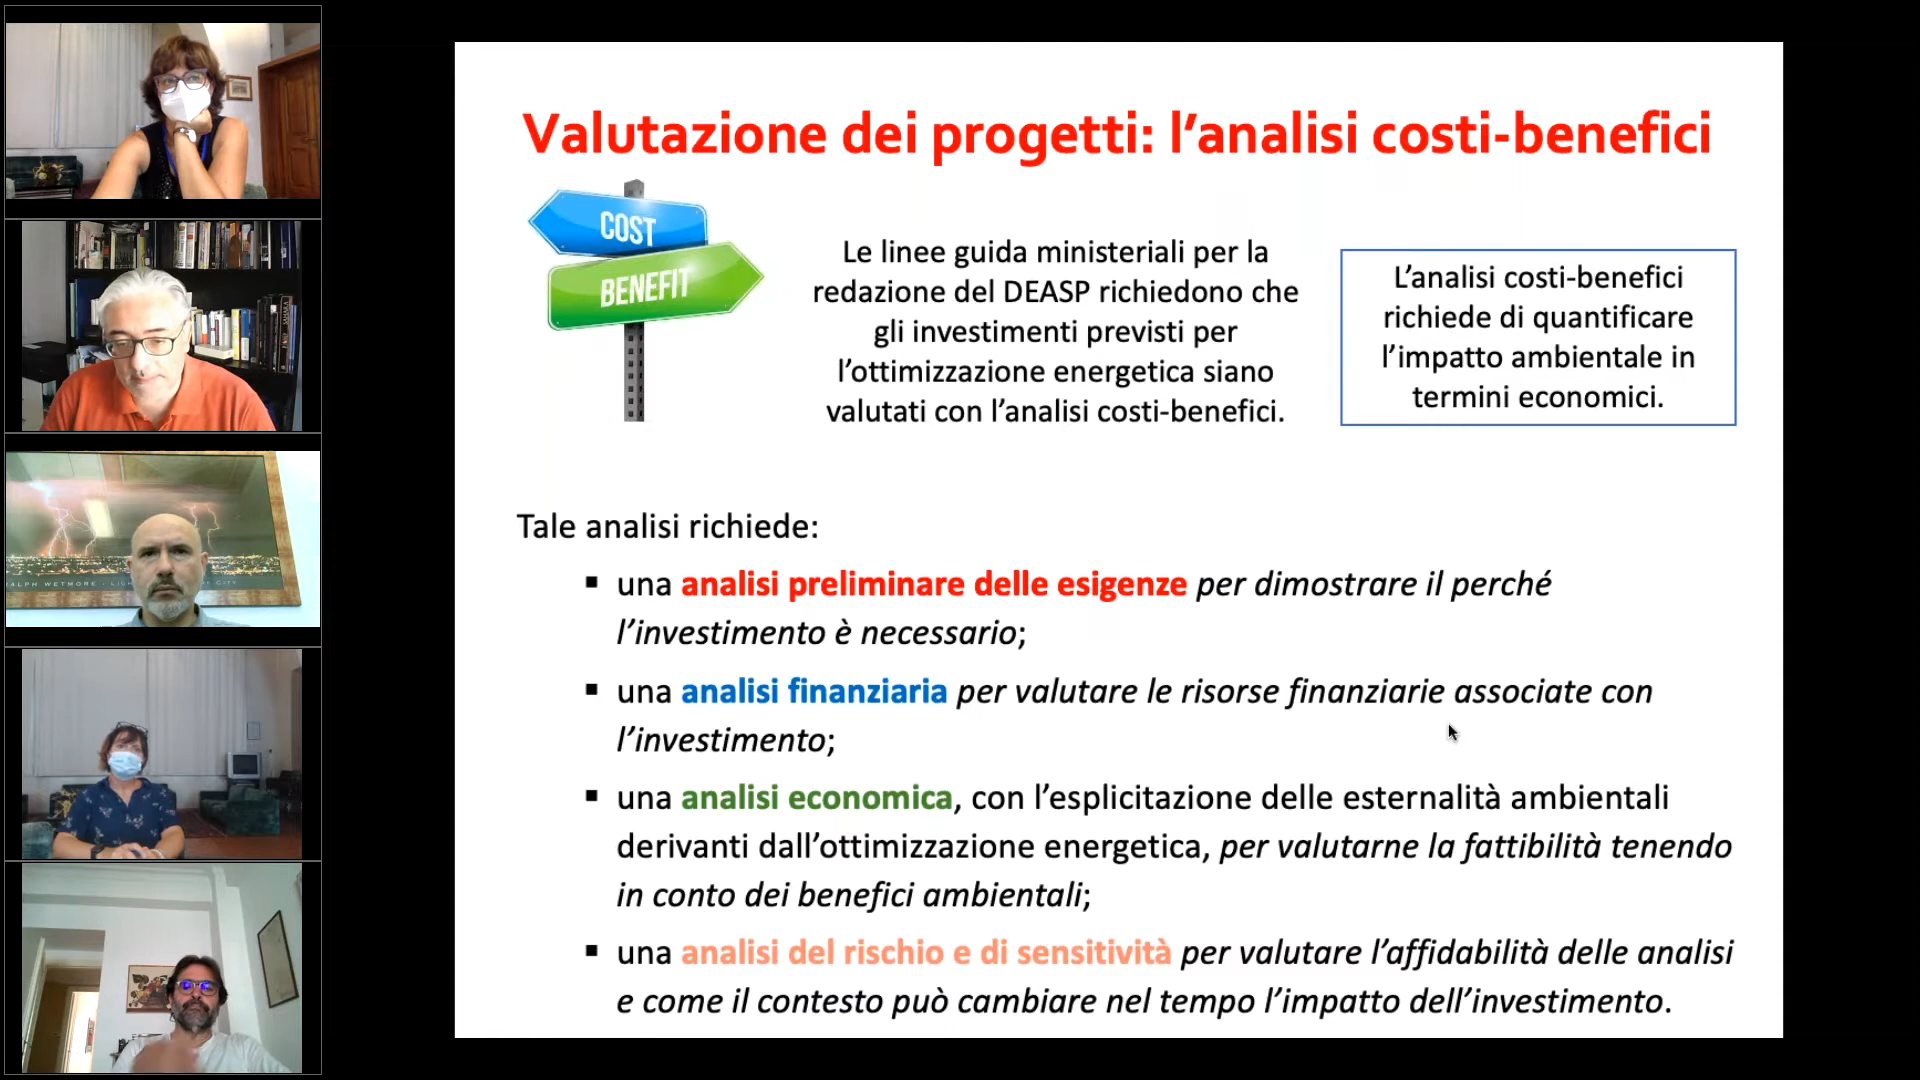 Valutazione dei progetti: l’analisi costi-benefici
COST
BENEFIT
Le linee guida ministeriali per la
redazione del DEASP richiedono che
gli investimenti previsti per
l’ottimizzazione energetica siano
valutati con l’analisi costi-benefici.
L’analisi costi-benefici
richiede di quantificare
l’impatto ambientale in
termini economici.
Tale analisi richiede:
▪ una analisi preliminare delle esigenze per dimostrare il perché
l’investimento è necessario;
▪ una analisi finanziaria per valutare le risorse finanziarie associate con
l’investimento;
▪ una analisi economica, con l’esplicitazione delle esternalità ambientali
derivanti dall’ottimizzazione energetica, per valutarne la fattibilità tenendo
in conto dei benefici ambientali;
▪ una analisi del rischio e di sensitività per valutare l’affidabilità delle analisi
e come il contesto può cambiare nel tempo l’impatto dell’investimento.
WETMORE